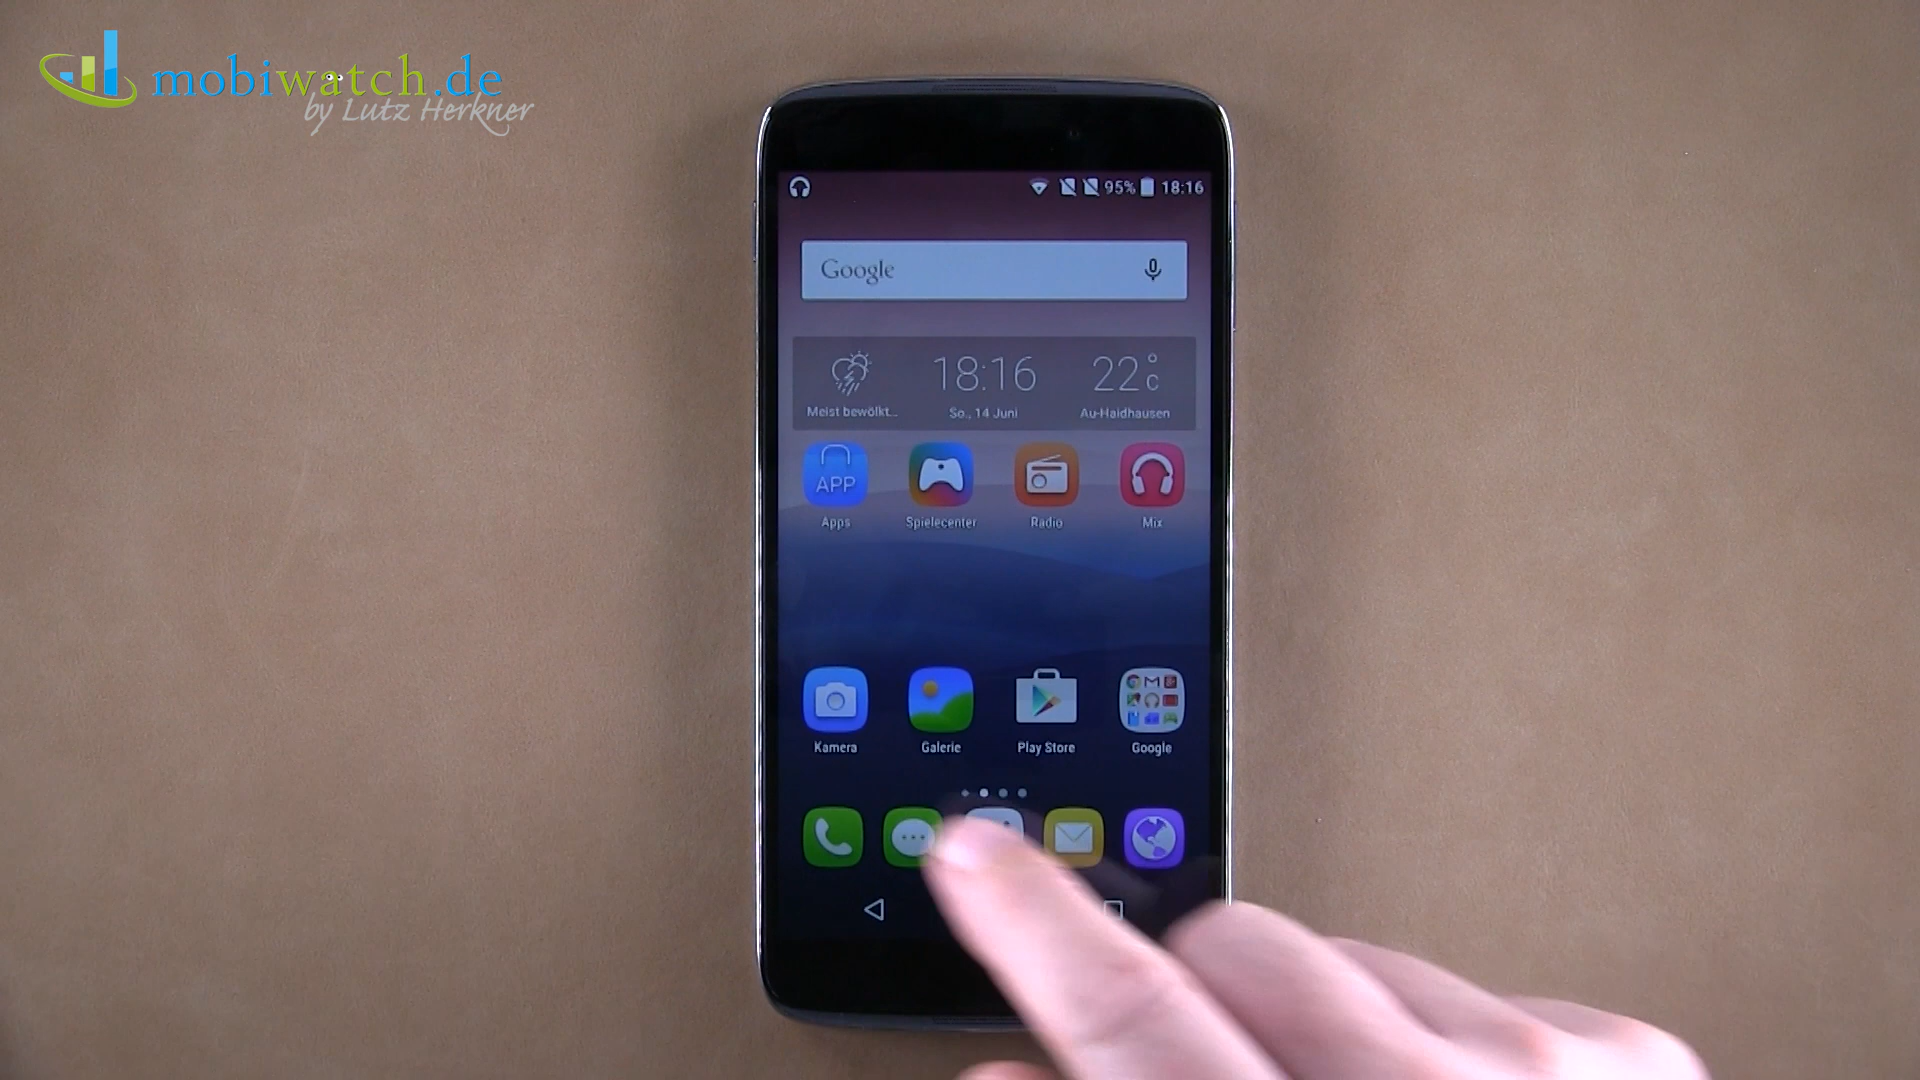 mobiwatch.de
by Lutz Herkner
95% 18:16
Google
18:16 22°C
Meist bewölkt... So., 14 Juni Au-Haidhausen
APP
Apps Spielecenter Radio Mix
Kamera Galerie Play Store Google